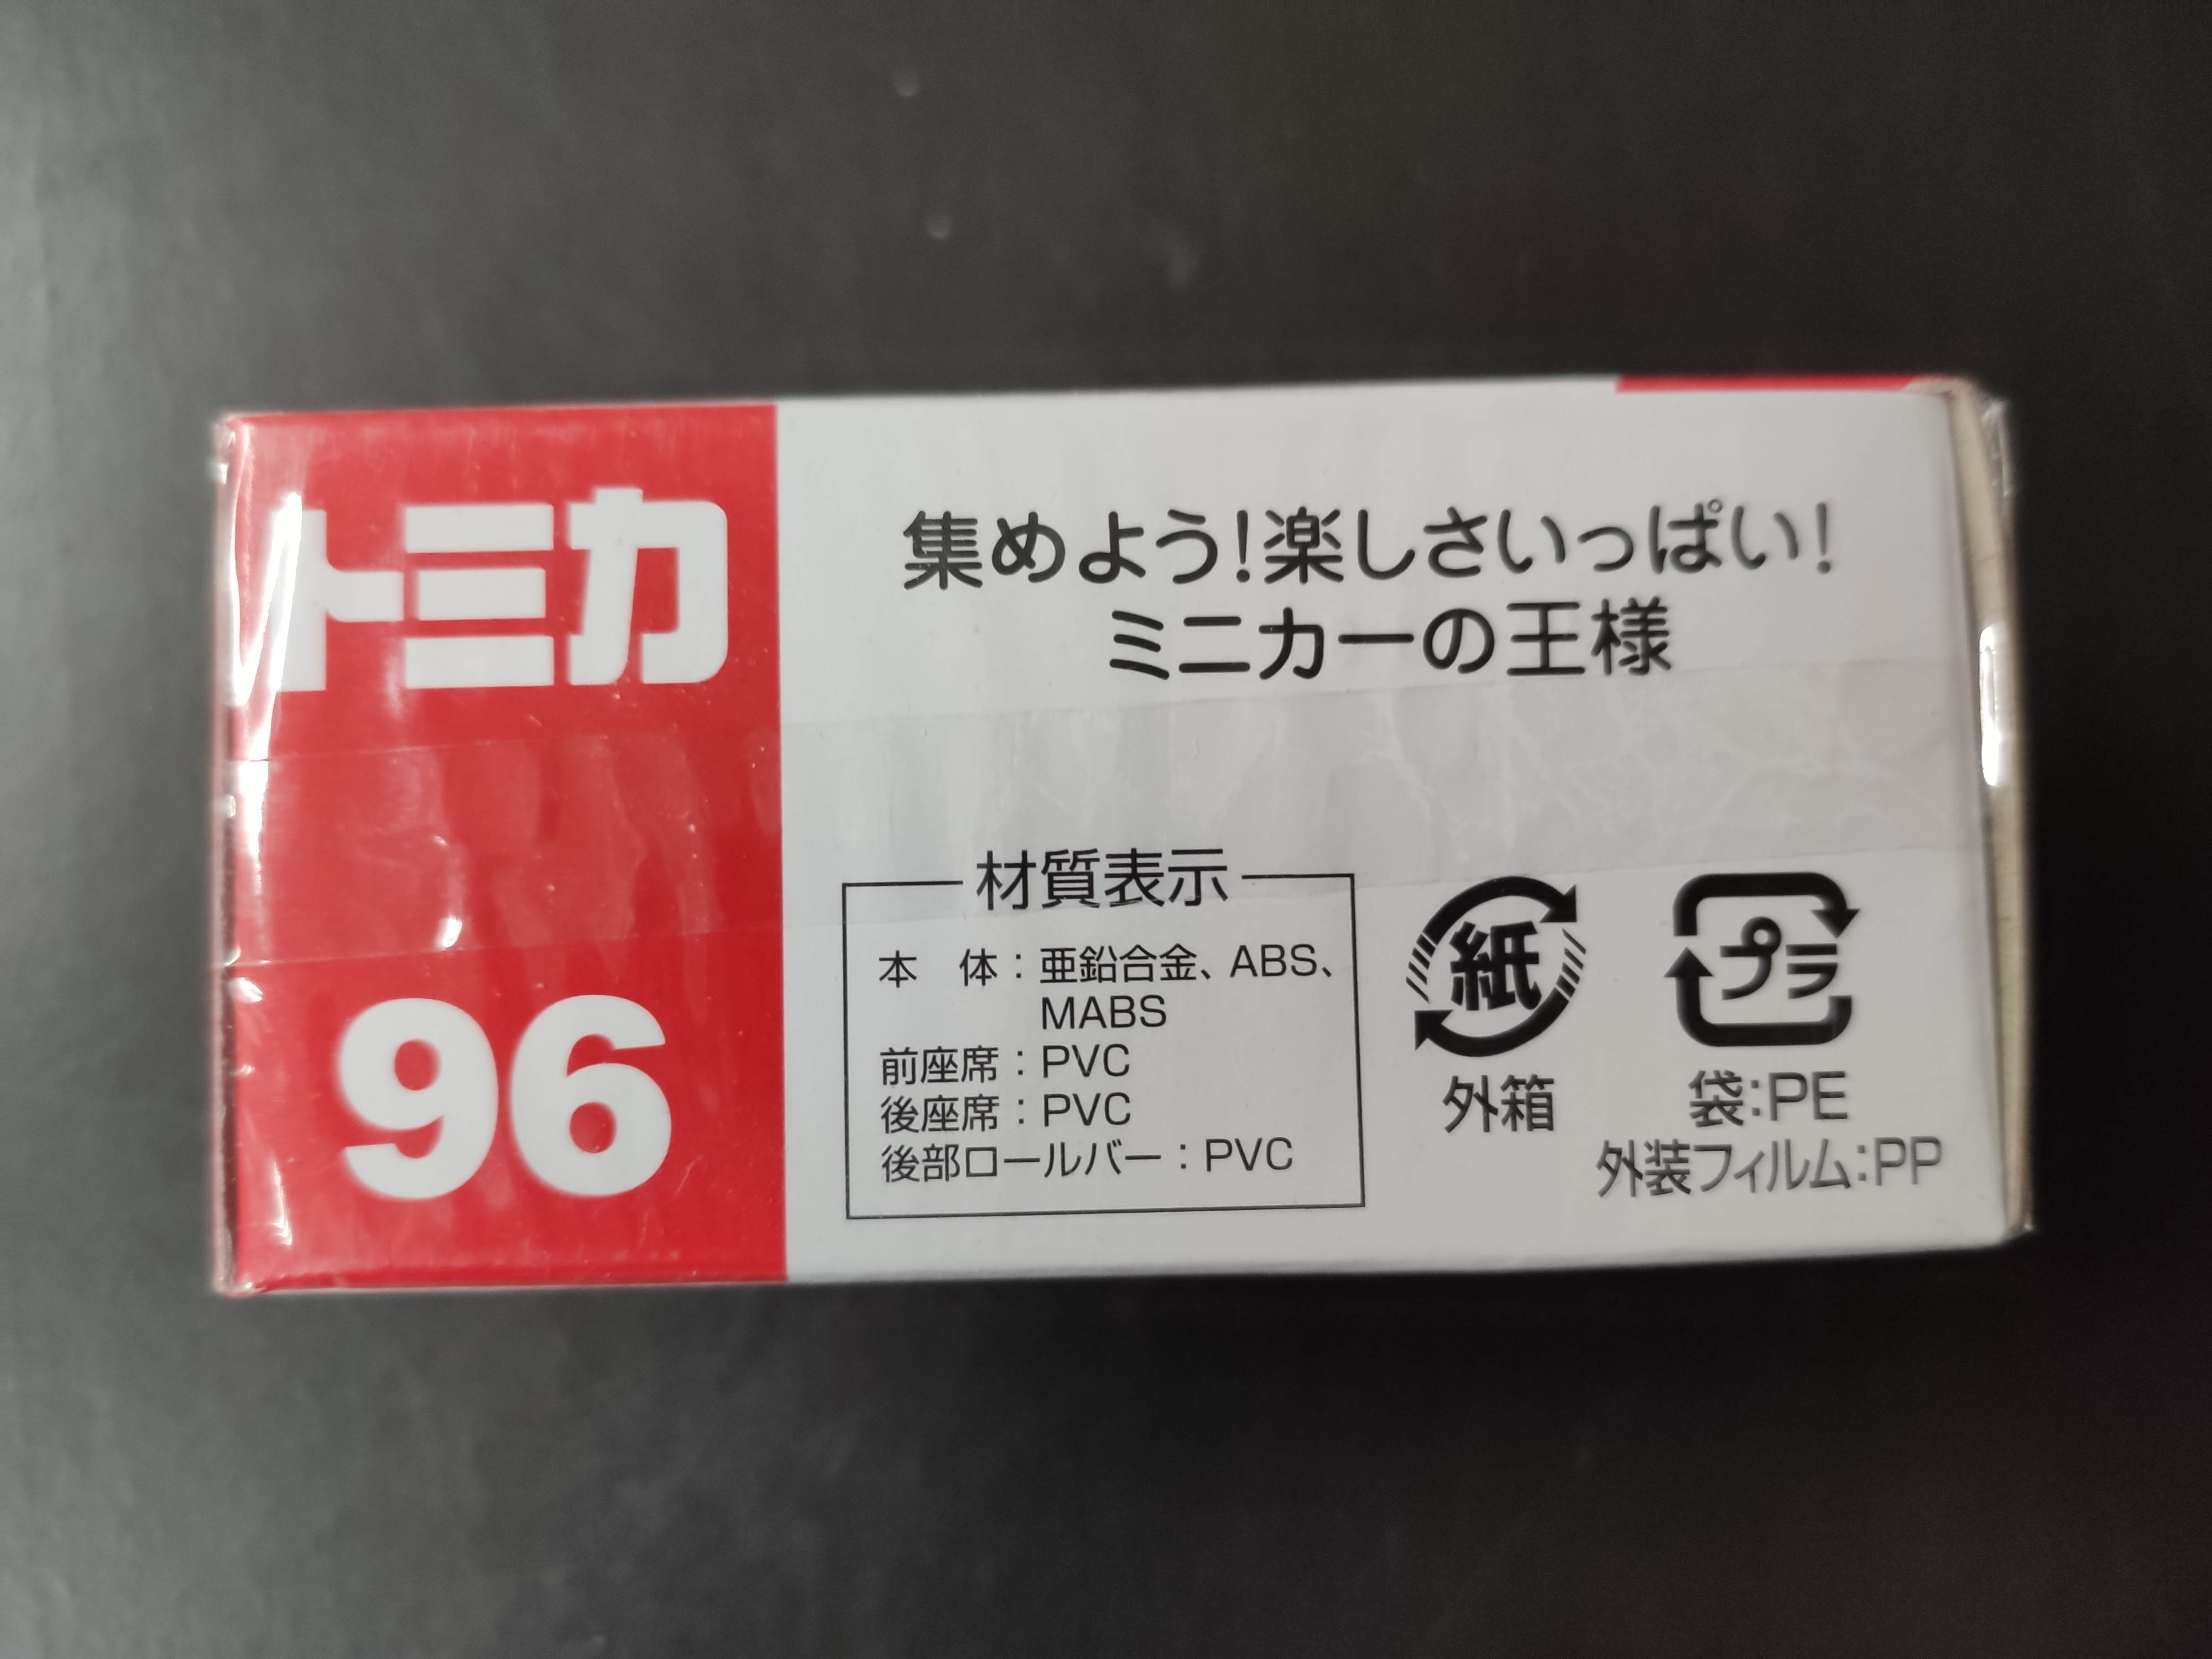 トミカ
96
集めよう!楽しさいっぱい!
ミニカーの王様
材質表示
本　体：亜鉛合金、ABS、
MABS
前座席：PVC
後座席：PVC
後部ロールバー：PVC
紙
外箱
プラ
袋:PE
外装フィルム:PP